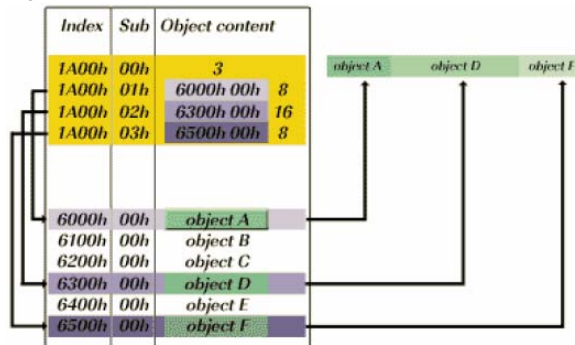 Index Sub Object content
1A00h 00h 3
1A00h 01h 6000h 00h 8
1A00h 02h 6300h 00h 16
1A00h 03h 6500h 00h 8
object A object D object F
6000h 00h object A
6100h 00h object B
6200h 00h object C
6300h 00h object D
6400h 00h object E
6500h 00h object F